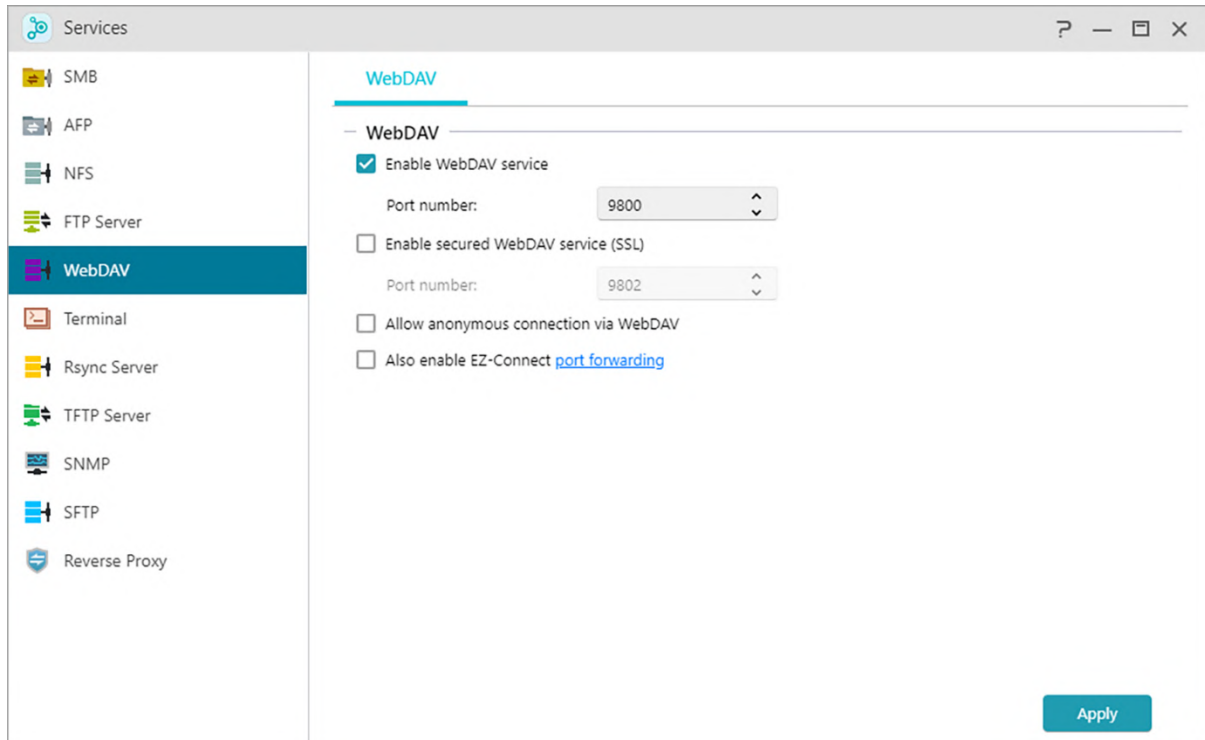 Services
SMB
AFP
NFS
FTP Server
WebDAV
Terminal
Rsync Server
TFTP Server
SNMP
SFTP
Reverse Proxy
WebDAV
WebDAV
Enable WebDAV service
Port number: 9800
Enable secured WebDAV service (SSL)
Port number: 9802
Allow anonymous connection via WebDAV
Also enable EZ-Connect port forwarding
Apply